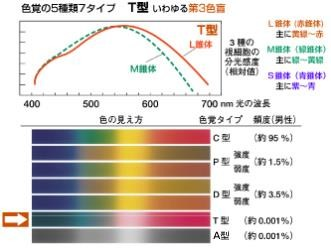 色覚の5種類7タイプ T型 いわゆる第3色盲
T型
L錐体
M錐体
3種の
視細胞の
分光感度
(相対値)
L錐体(赤錐体)
主に黄緑〜赤
M錐体(緑錐体)
主に緑〜黄緑
S錐体(青錐体)
主に紫〜青
400 500 600 700 nm 光の波長
色の見え方 色覚タイプ 頻度(男性)
C型 (約95%)
P型 強度 弱度 (約1.5%)
D型 強度 弱度 (約3.5%)
T型 (約0.001%)
A型 (約0.001%)